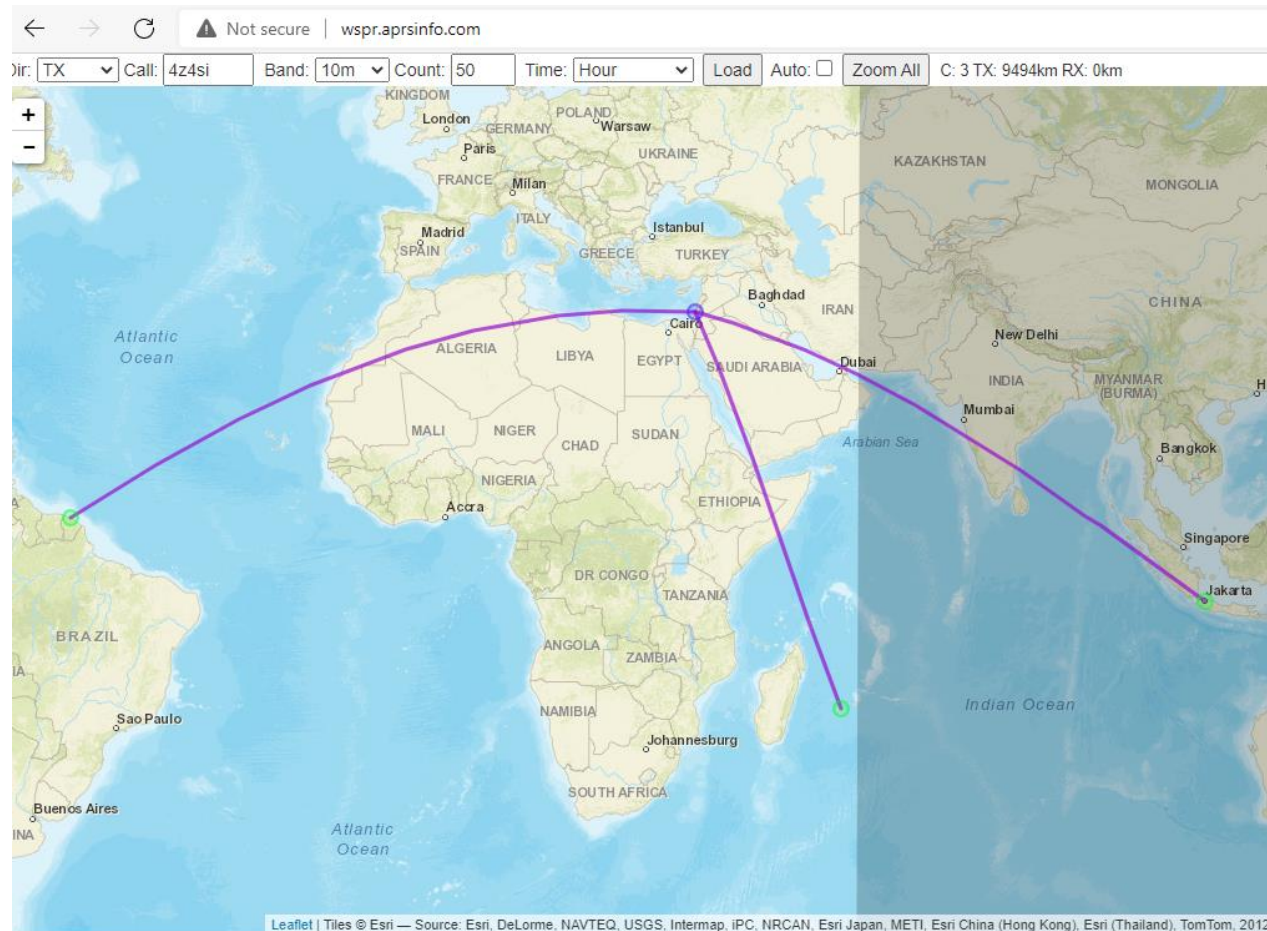 Not secure | wspr.aprsinfo.com
Dir: TX Call: 4z4si Band: 10m Count: 50 Time: Hour Load Auto: Zoom All C: 3 TX: 9494km RX: 0km
+
-
KINGDOM
London
GERMANY
POLAND
Warsaw
Paris
UKRAINE
KAZAKHSTAN
FRANCE
Milan
MONGOLIA
ITALY
Madrid
SPAIN
Istanbul
GREECE
TURKEY
Baghdad
IRAN
CHINA
Atlantic
Ocean
Cairo
New Delhi
ALGERIA
LIBYA
EGYPT
SAUDI ARABIA
Dubai
INDIA
MYANMAR
(BURMA)
H
Mumbai
MALI
NIGER
CHAD
SUDAN
Arabian Sea
Bangkok
NIGERIA
ETHIOPIA
Accra
A
Singapore
DR CONGO
TANZANIA
Jakarta
BRAZIL
ANGOLA
ZAMBIA
IA
NAMIBIA
Indian Ocean
Sao Paulo
Johannesburg
SOUTH AFRICA
Buenos Aires
INA
Atlantic
Ocean
Leaflet | Tiles © Esri — Source: Esri, DeLorme, NAVTEQ, USGS, Intermap, iPC, NRCAN, Esri Japan, METI, Esri China (Hong Kong), Esri (Thailand), TomTom, 2012